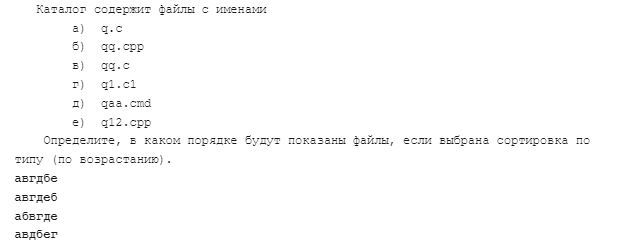 Каталог содержит файлы с именами
а) q.c
б) qq.cpp
в) qq.c
г) q1.c1
д) qaa.cmd
е) q12.cpp
Определите, в каком порядке будут показаны файлы, если выбрана сортировка по
типу (по возрастанию).
авгдбе
авгдеб
абвгде
авдбег